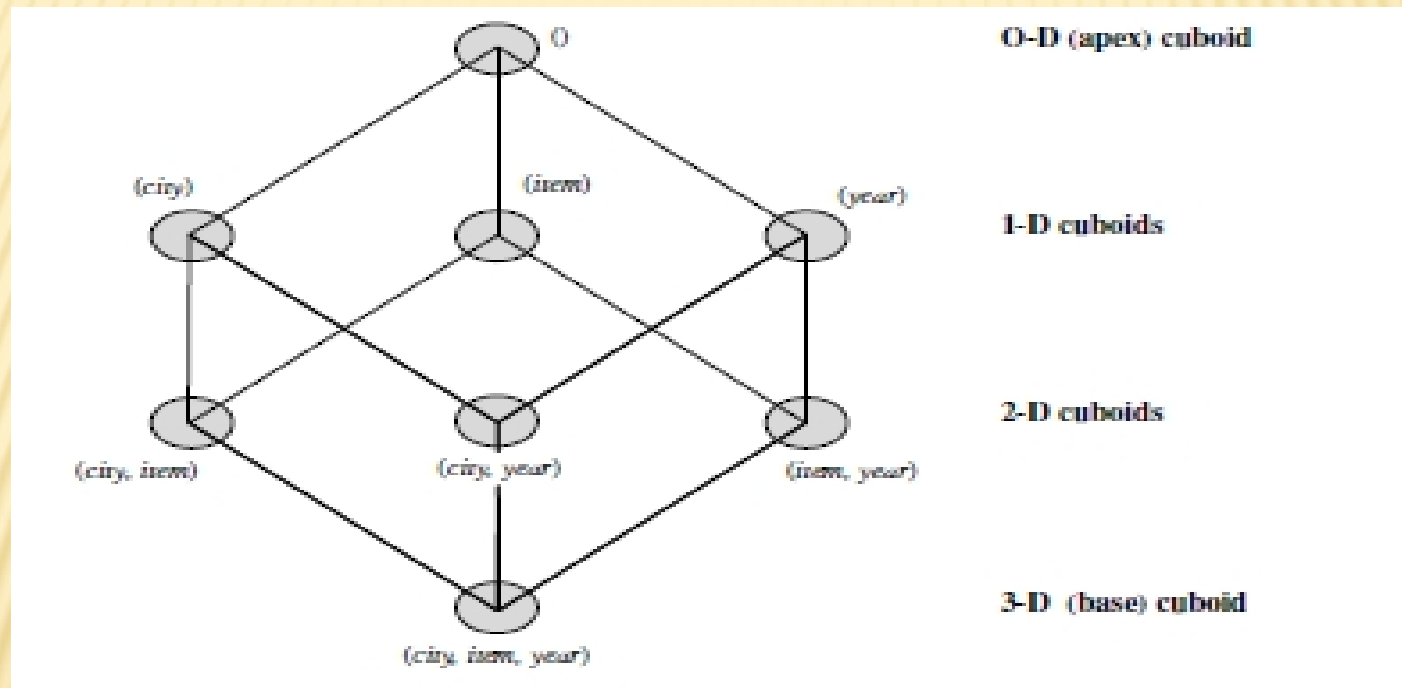 ()
0-D (apex) cuboid
(city)
(item)
(year)
1-D cuboids
2-D cuboids
(city, item)
(city, year)
(item, year)
3-D (base) cuboid
(city, item, year)